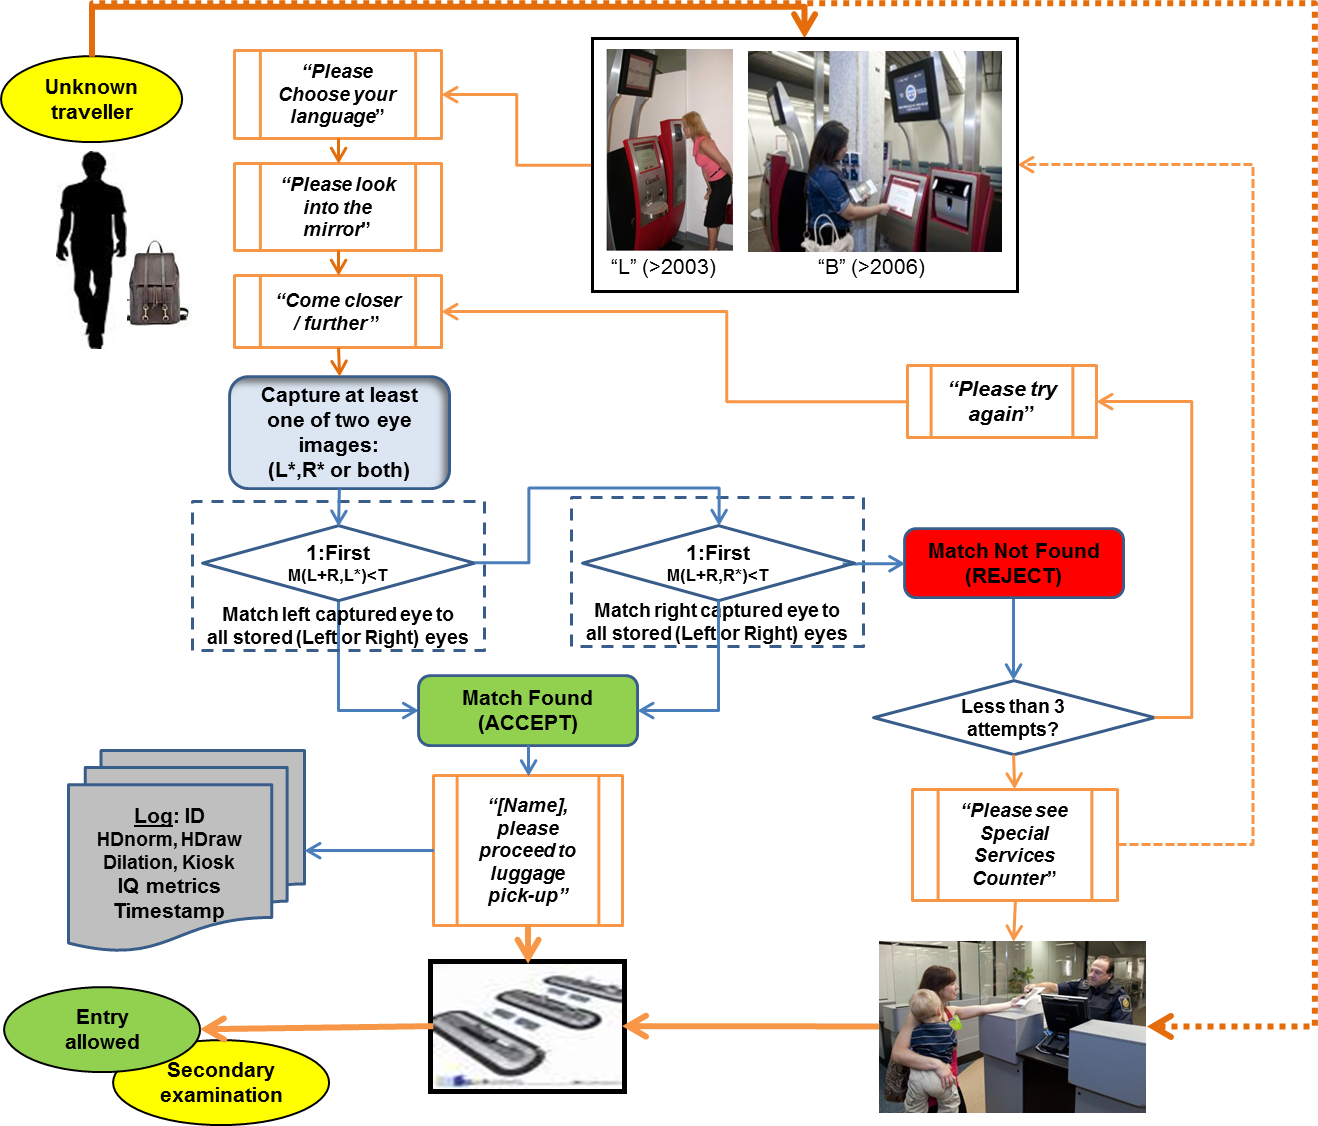 Unknown
traveller
“Please
Choose your
language”
“Please look
into the
mirror”
“Come closer
/ further”
“L” (>2003)
“B” (>2006)
“Please try
again”
Capture at least
one of two eye
images:
(L*,R* or both)
1:First
M(L+R,L*)<T
Match left captured eye to
all stored (Left or Right) eyes
1:First
M(L+R,R*)<T
Match right captured eye to
all stored (Left or Right) eyes
Match Not Found
(REJECT)
Match Found
(ACCEPT)
Less than 3
attempts?
Log: ID
HDnorm, HDraw
Dilation, Kiosk
IQ metrics
Timestamp
“[Name],
please
proceed to
luggage
pick-up”
“Please see
Special
Services
Counter”
Entry
allowed
Secondary
examination